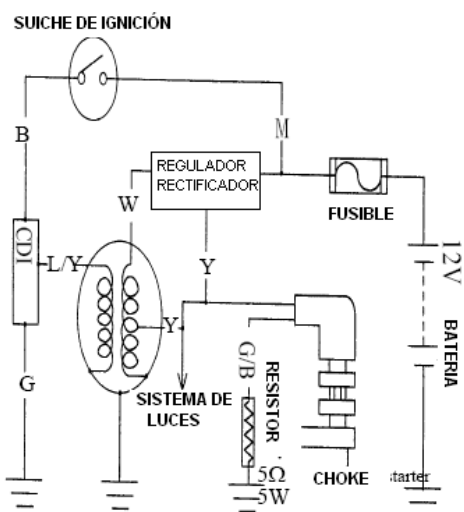 SUICHE DE IGNICIÓN
B
M
REGULADOR
RECTIFICADOR
FUSIBLE
W
CDI
L/Y
Y
Y
12V
BATERIA
G
SISTEMA DE
LUCES
G/B
RESISTOR
5Ω
5W
CHOKE
starter